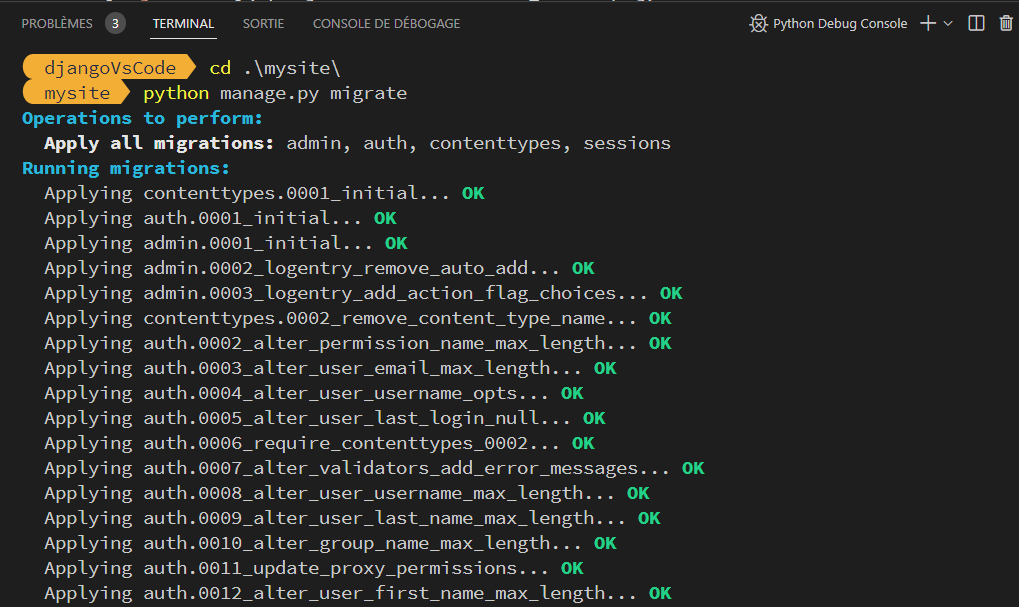 PROBLÈMES 3 TERMINAL SORTIE CONSOLE DE DÉBOGAGE Python Debug Console
djangoVsCode cd .\mysite\
mysite python manage.py migrate
Operations to perform:
Apply all migrations: admin, auth, contenttypes, sessions
Running migrations:
Applying contenttypes.0001_initial... OK
Applying auth.0001_initial... OK
Applying admin.0001_initial... OK
Applying admin.0002_logentry_remove_auto_add... OK
Applying admin.0003_logentry_add_action_flag_choices... OK
Applying contenttypes.0002_remove_content_type_name... OK
Applying auth.0002_alter_permission_name_max_length... OK
Applying auth.0003_alter_user_email_max_length... OK
Applying auth.0004_alter_user_username_opts... OK
Applying auth.0005_alter_user_last_login_null... OK
Applying auth.0006_require_contenttypes_0002... OK
Applying auth.0007_alter_validators_add_error_messages... OK
Applying auth.0008_alter_user_username_max_length... OK
Applying auth.0009_alter_user_last_name_max_length... OK
Applying auth.0010_alter_group_name_max_length... OK
Applying auth.0011_update_proxy_permissions... OK
Applying auth.0012_alter_user_first_name_max_length... OK